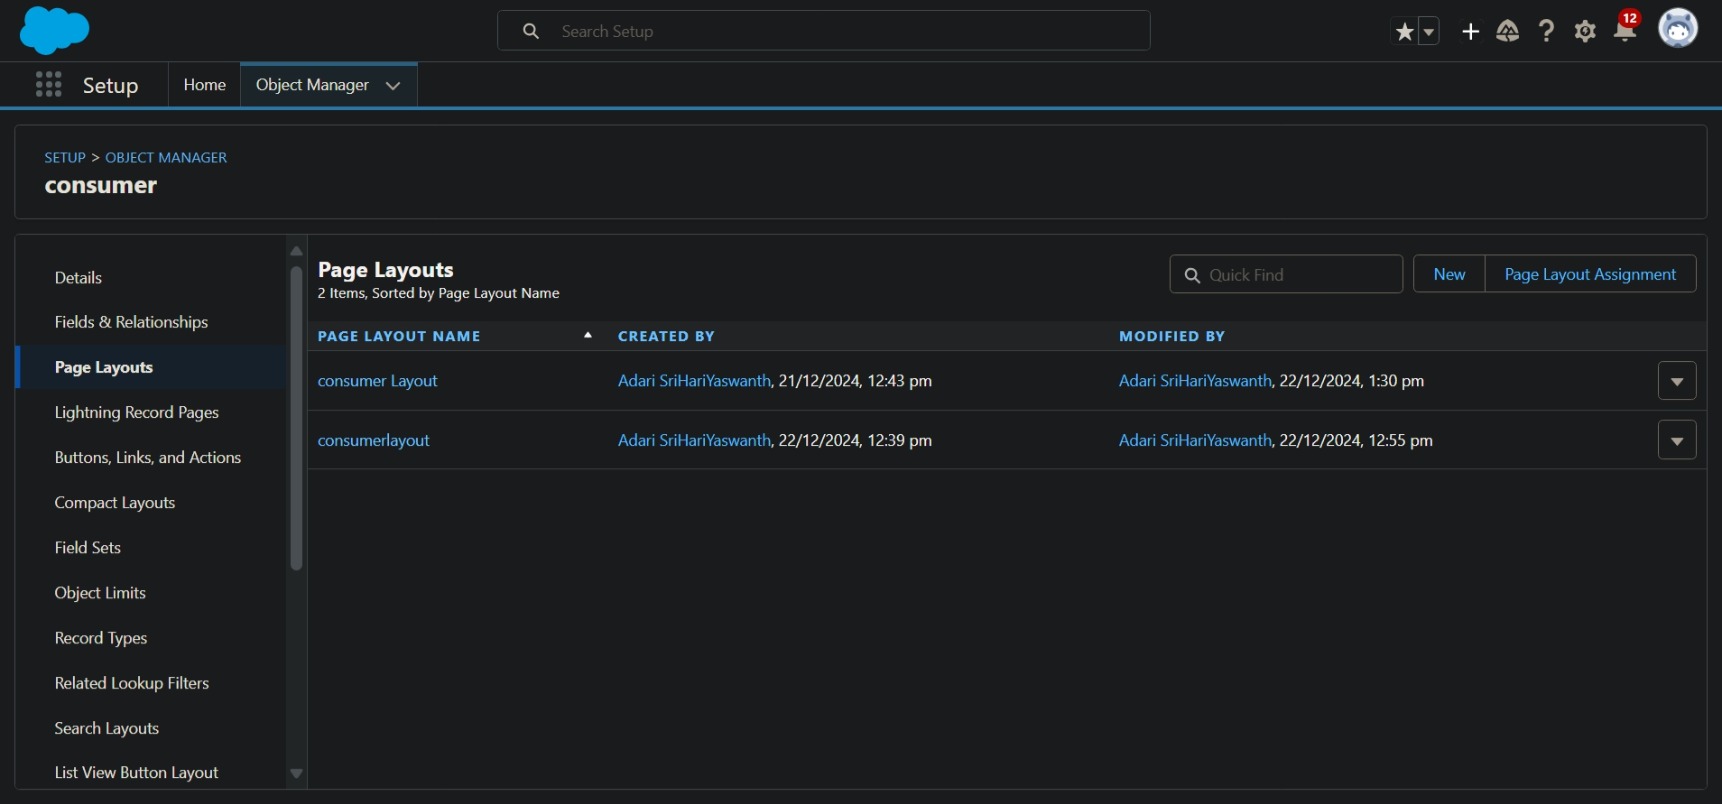 Search Setup
12
Setup
Home
Object Manager
SETUP > OBJECT MANAGER
consumer
Details
Fields & Relationships
Page Layouts
Lightning Record Pages
Buttons, Links, and Actions
Compact Layouts
Field Sets
Object Limits
Record Types
Related Lookup Filters
Search Layouts
List View Button Layout
Page Layouts
2 Items, Sorted by Page Layout Name
Quick Find
New
Page Layout Assignment
PAGE LAYOUT NAME CREATED BY MODIFIED BY
consumer Layout Adari SriHariYaswanth, 21/12/2024, 12:43 pm Adari SriHariYaswanth, 22/12/2024, 1:30 pm
consumerlayout Adari SriHariYaswanth, 22/12/2024, 12:39 pm Adari SriHariYaswanth, 22/12/2024, 12:55 pm